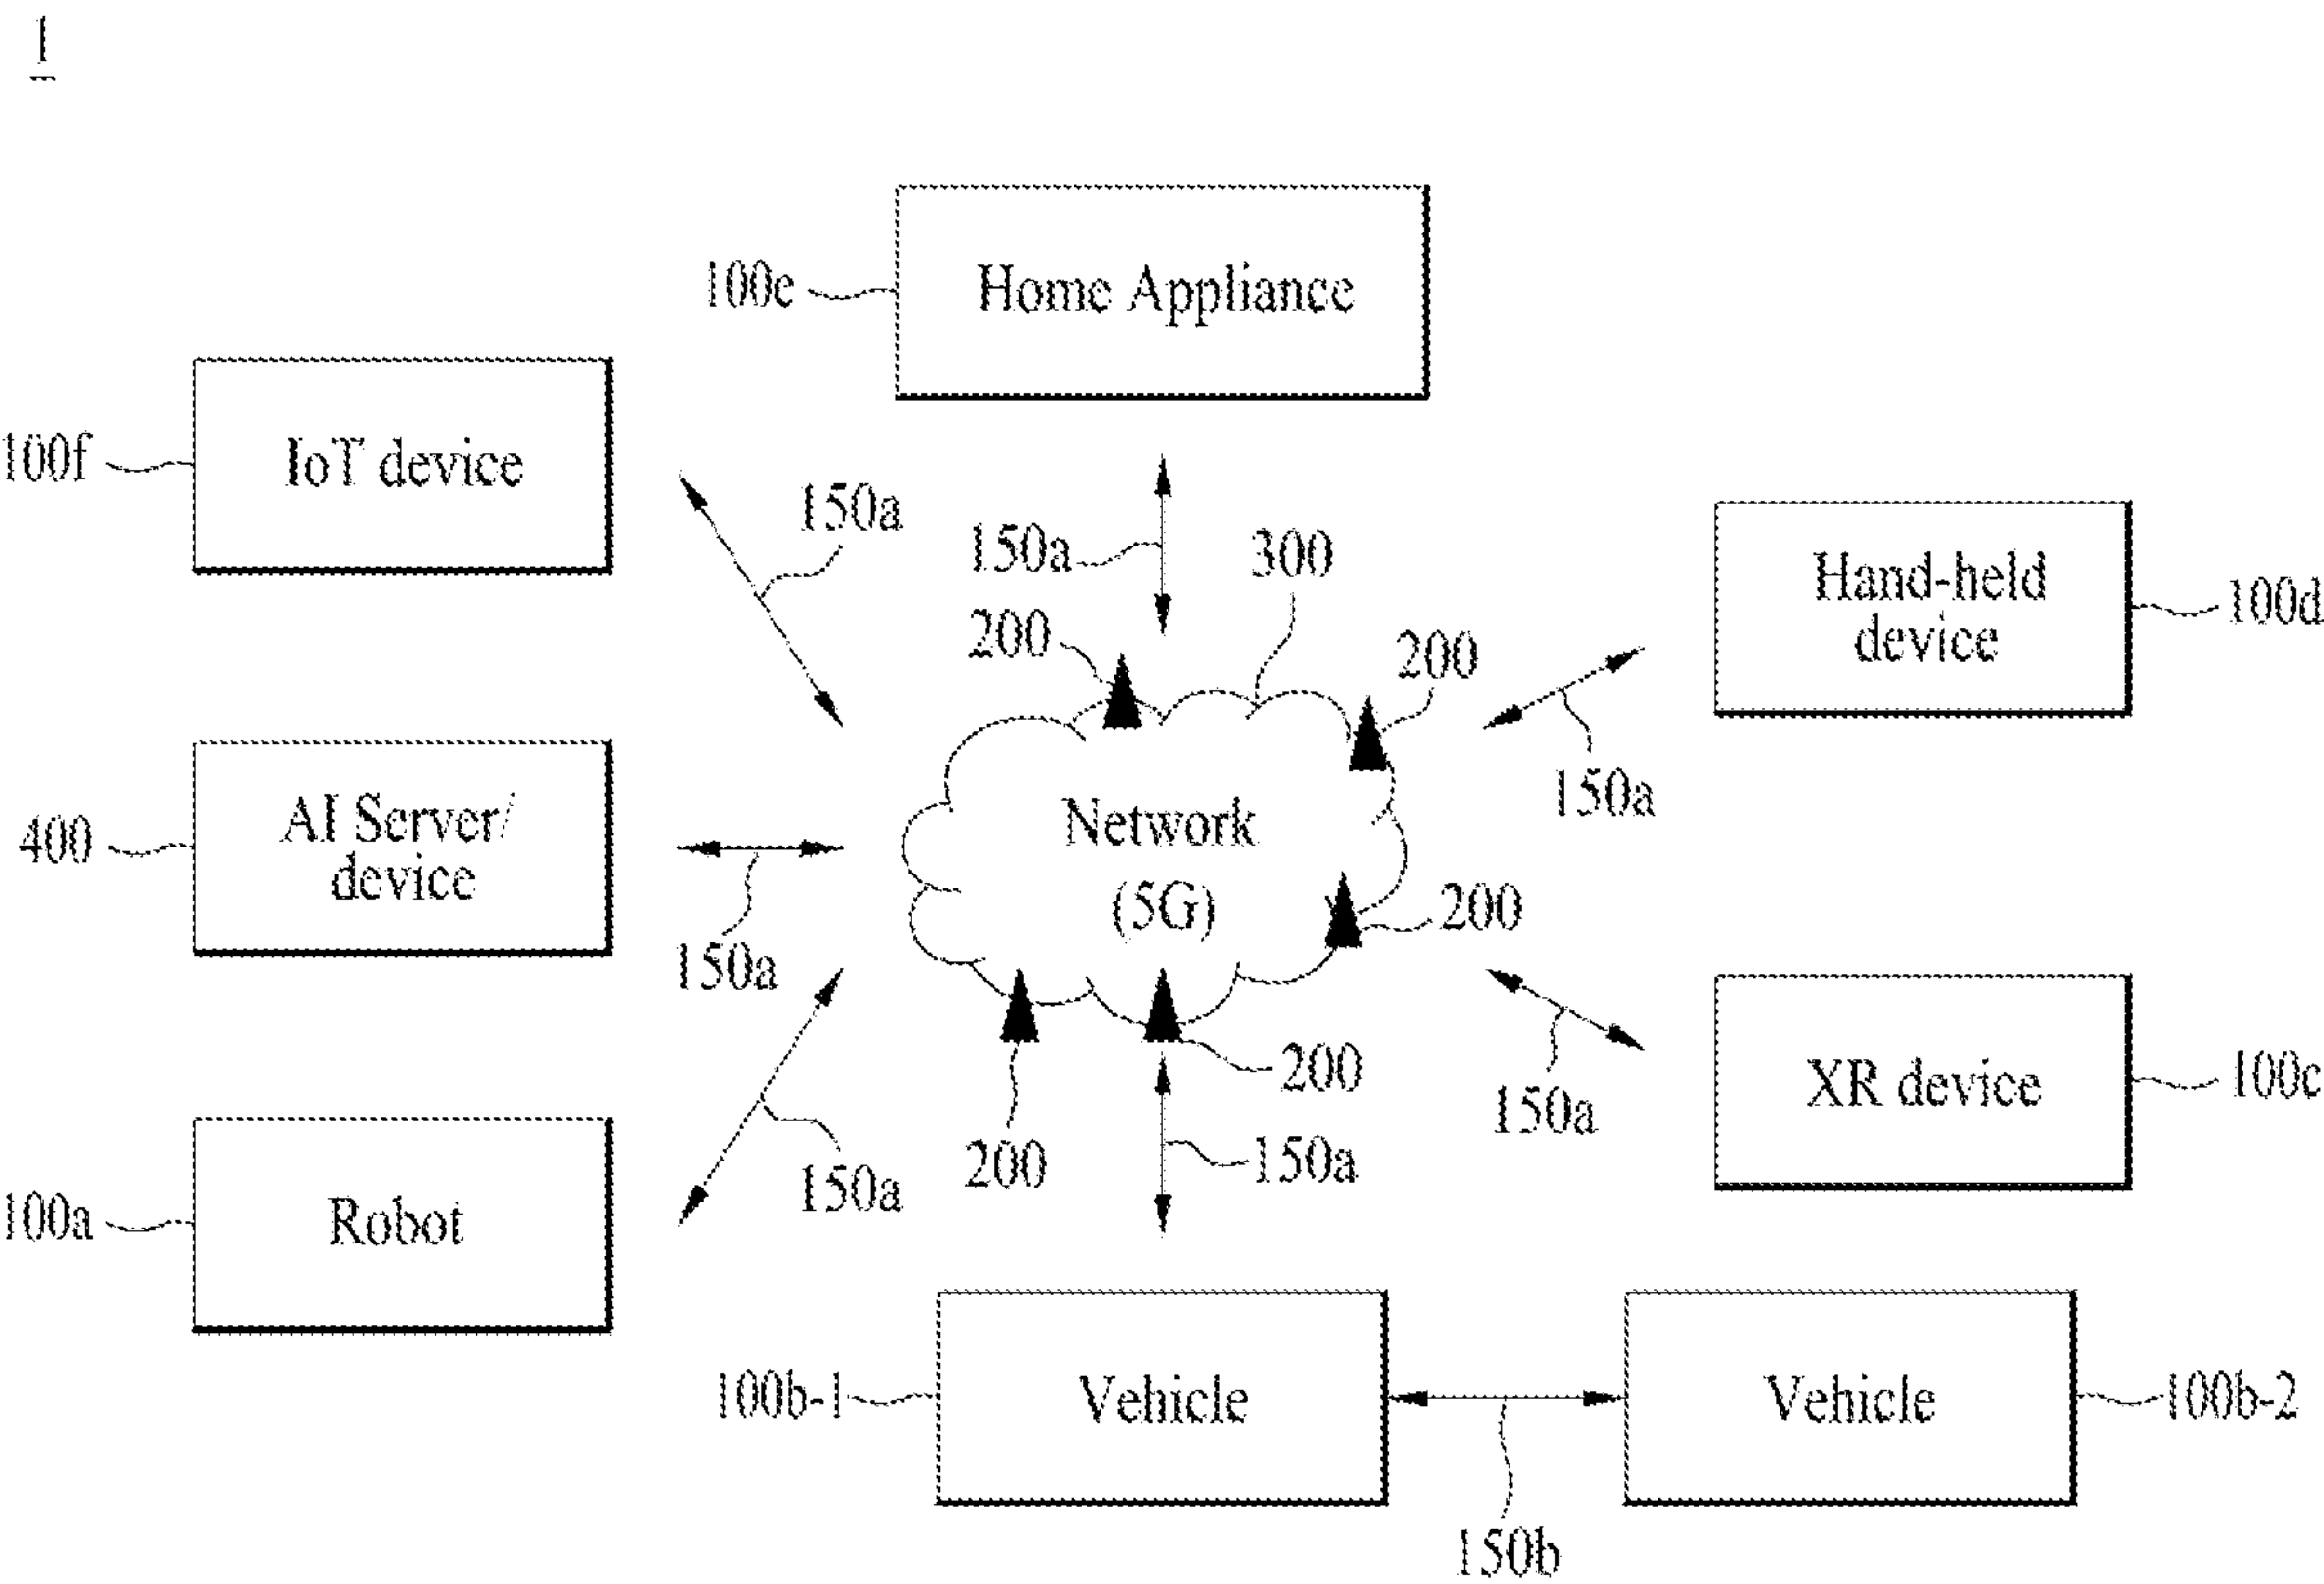 1
100e
Home Appliance
100f
IoT device
150a
150a
300
Hand-held
device
100d
200
200
150a
400
AI Server/
device
150a
Network
(5G)
200
100a
Robot
150a
200
200
150a
150a
XR device
100c
100b-1
Vehicle
Vehicle
100b-2
150b